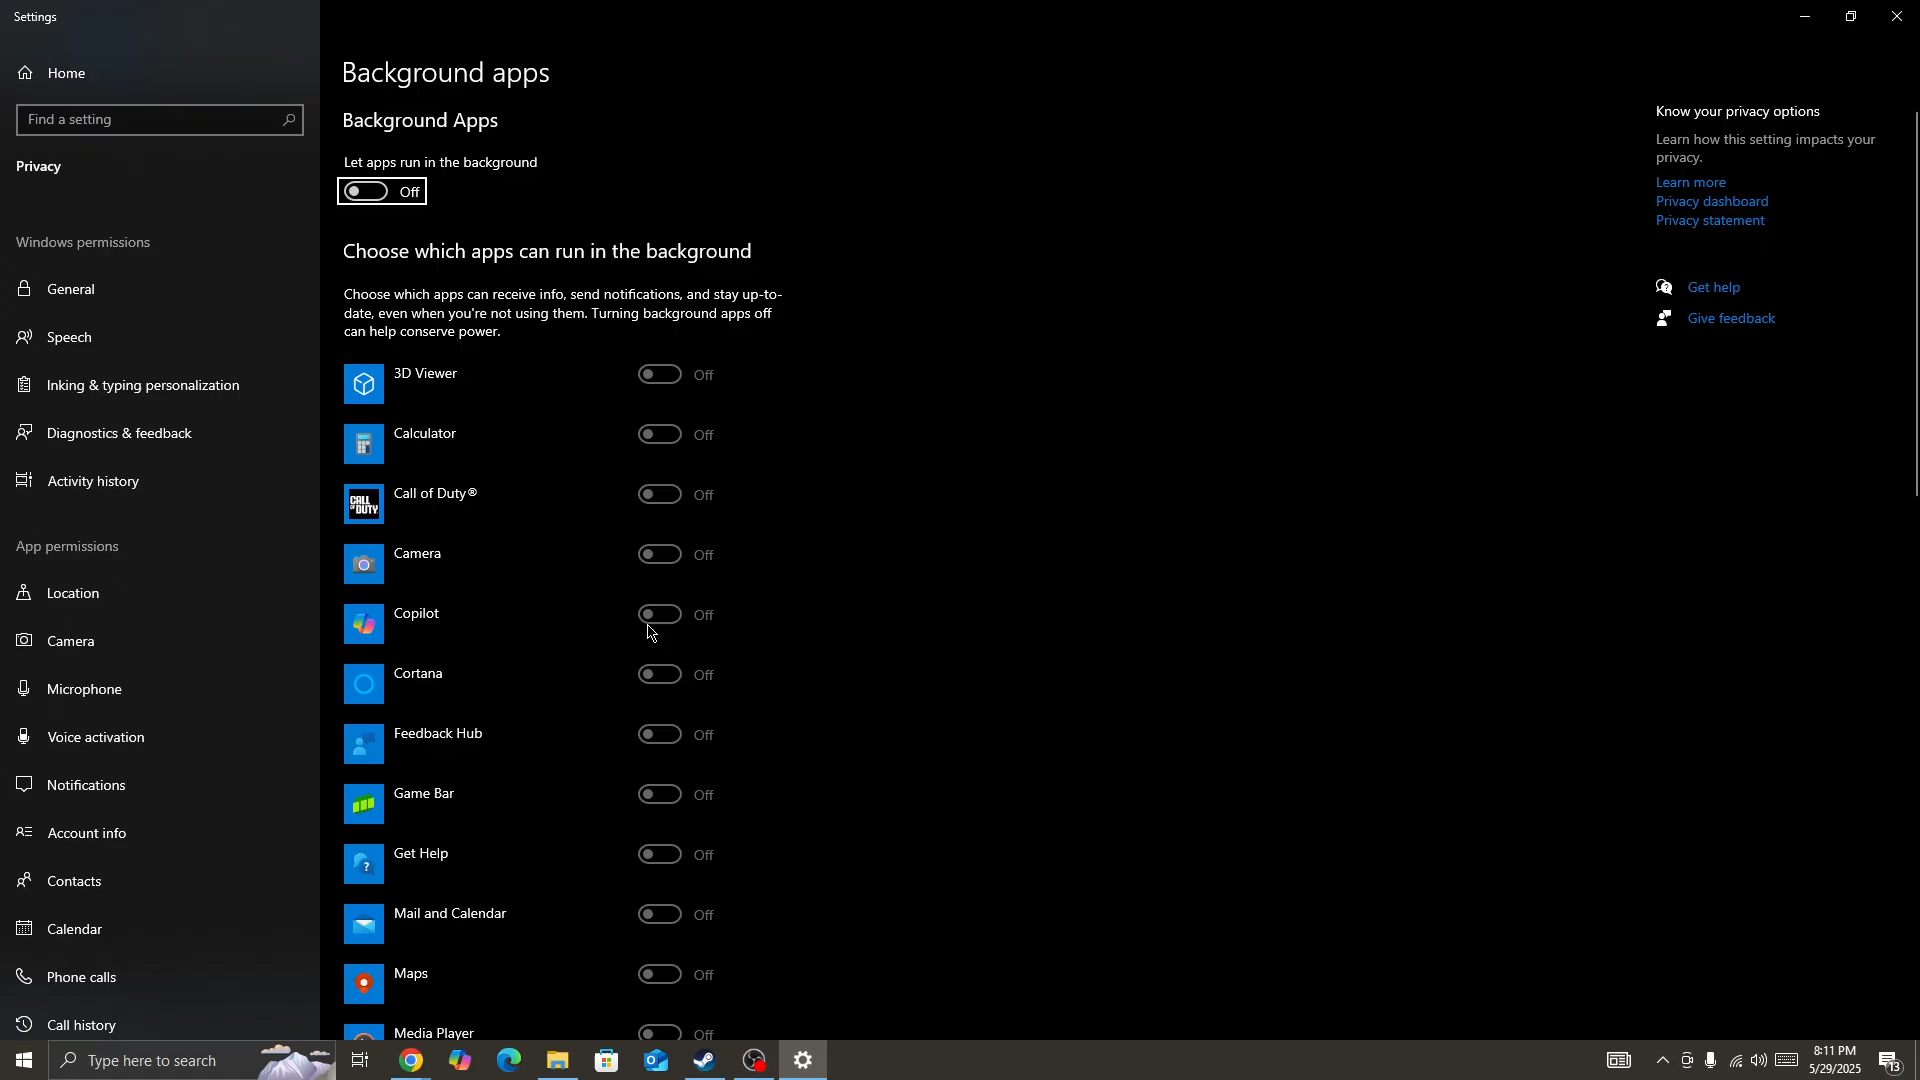 Settings
Home
Find a setting
Privacy
Windows permissions
General
Speech
Inking & typing personalization
Diagnostics & feedback
Activity history
App permissions
Location
Camera
Microphone
Voice activation
Notifications
Account info
Contacts
Calendar
Phone calls
Call history
Background apps
Background Apps
Let apps run in the background
Off
Choose which apps can run in the background
Choose which apps can receive info, send notifications, and stay up-to-
date, even when you're not using them. Turning background apps off
can help conserve power.
3D Viewer Off
Calculator Off
CALL OF DUTY
Call of Duty® Off
Camera Off
Copilot Off
Cortana Off
Feedback Hub Off
Game Bar Off
Get Help Off
Mail and Calendar Off
Maps Off
Media Player Off
Know your privacy options
Learn how this setting impacts your
privacy.
Learn more
Privacy dashboard
Privacy statement
Get help
Give feedback
Type here to search
8:11 PM
5/29/2025
13